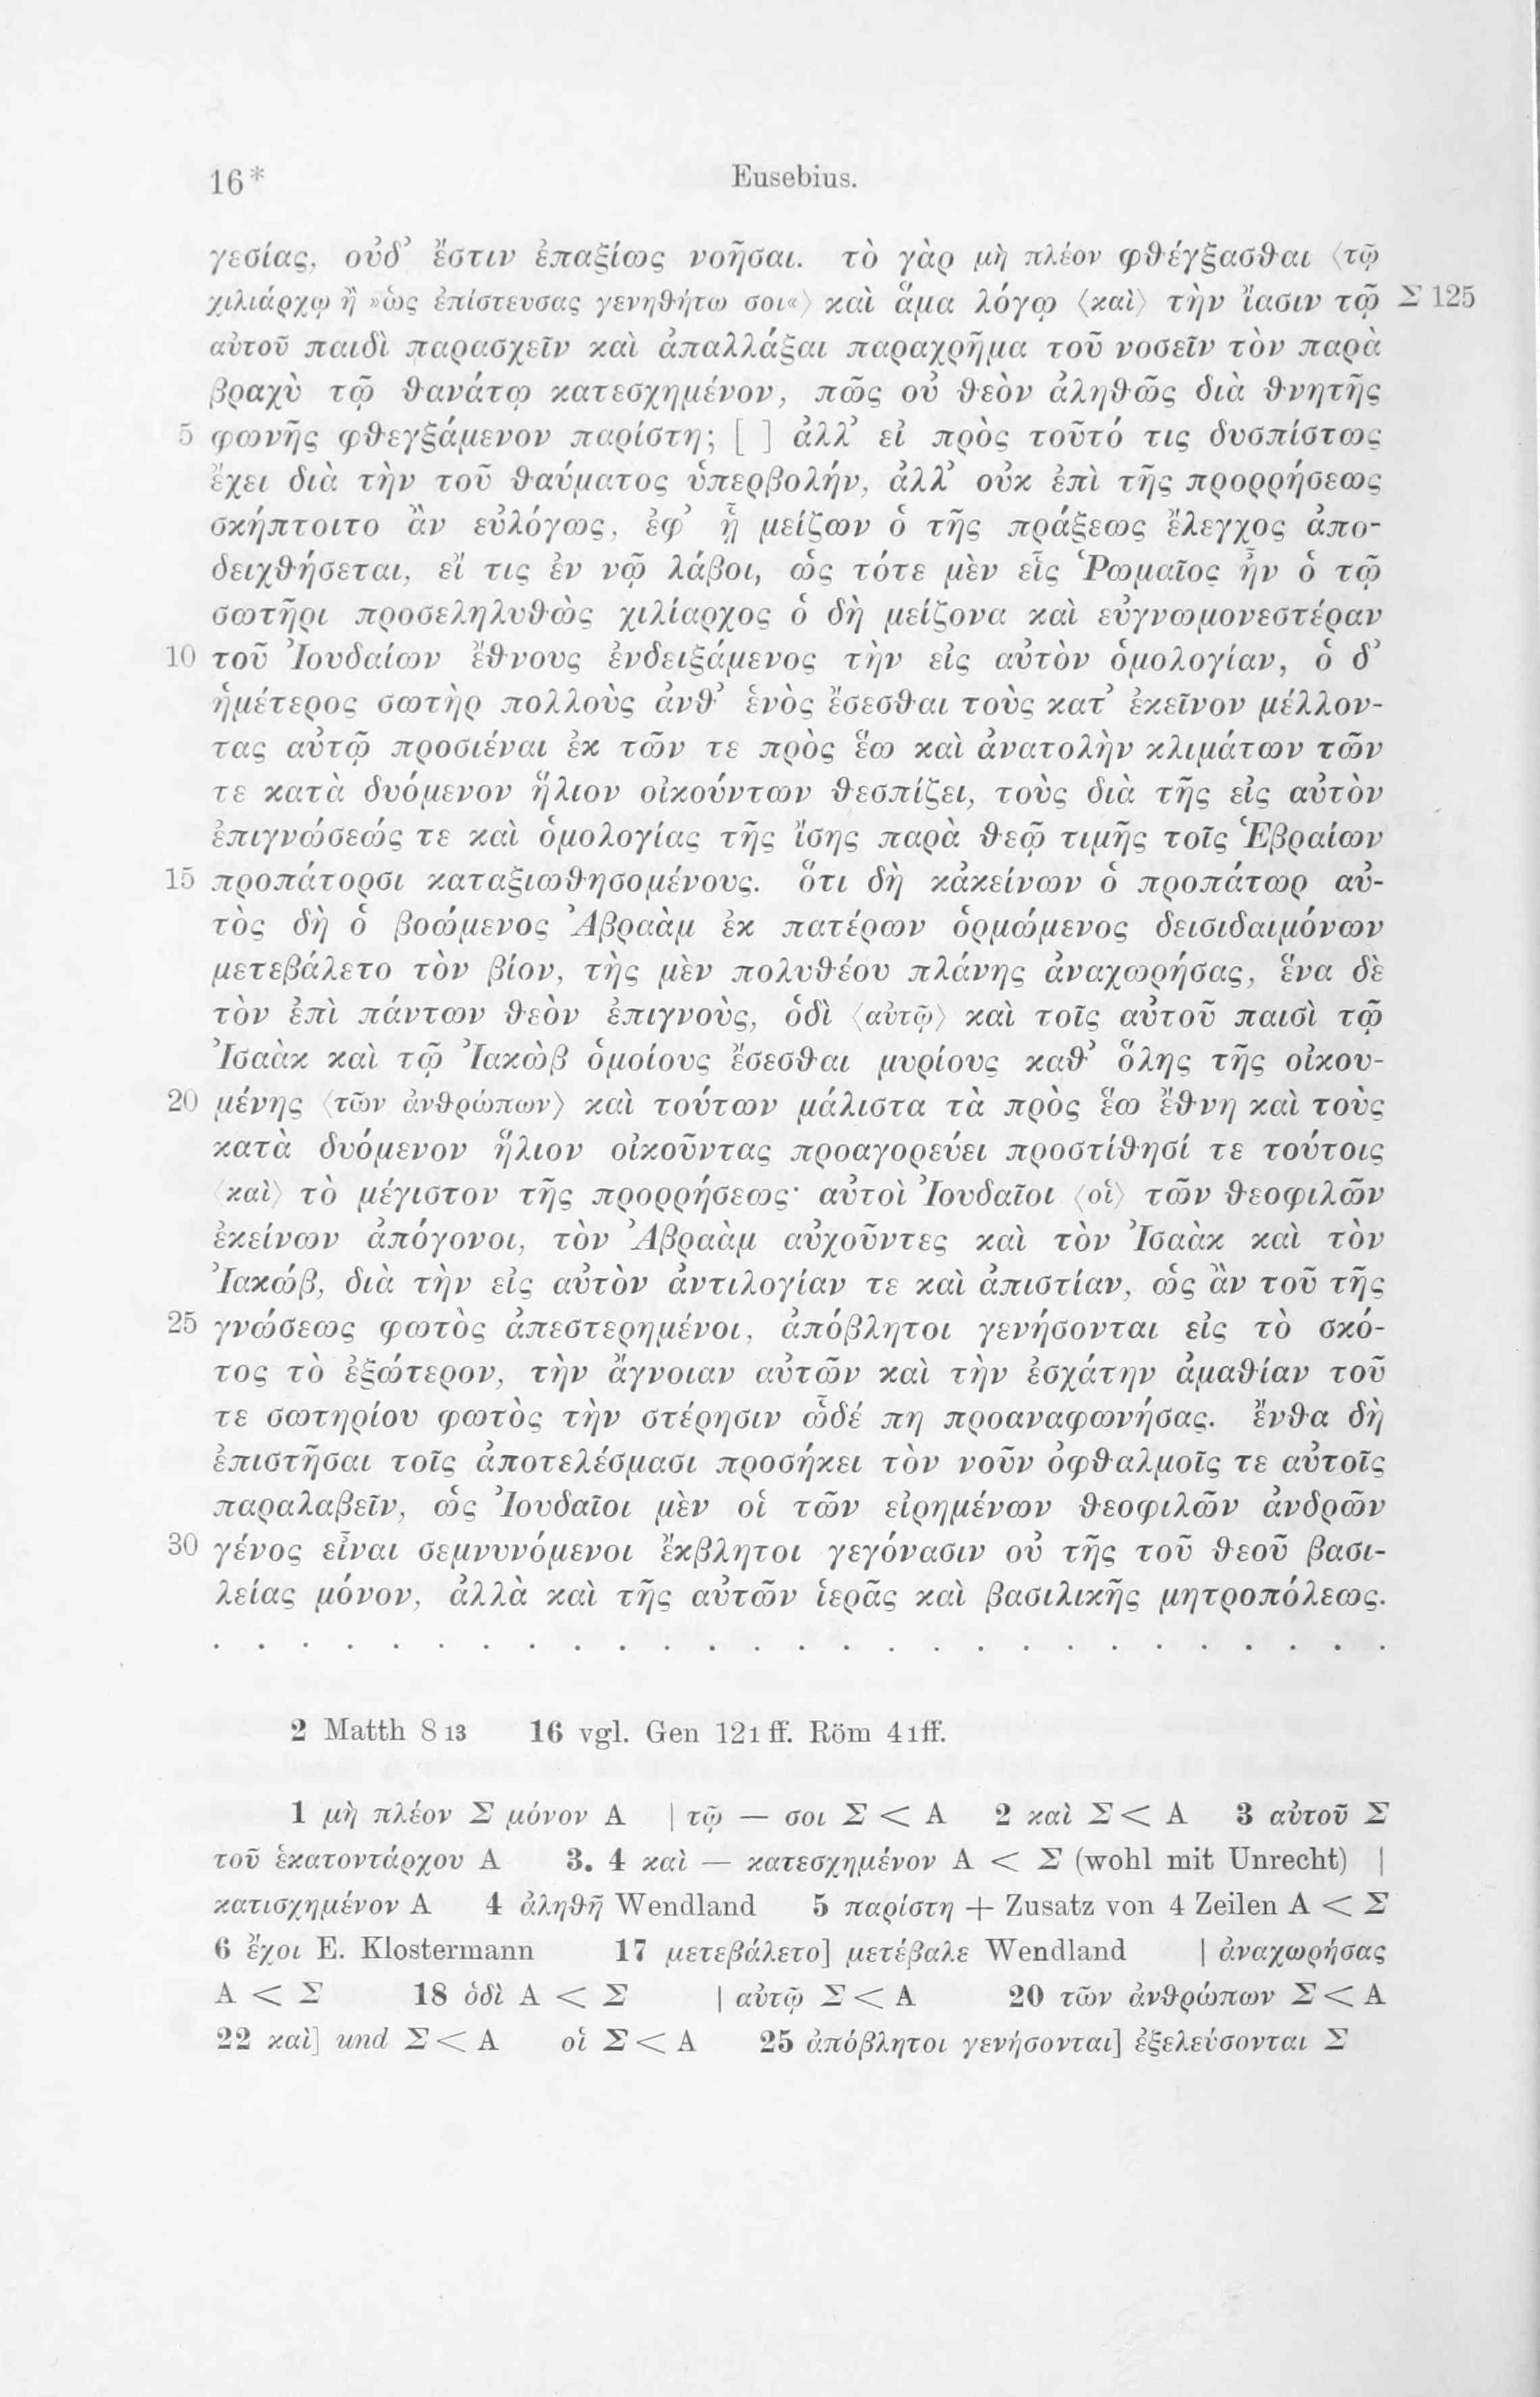 16* Eusebius.
γεσίας, οὐδ’ ἔστιν ἐπαξίως νοῆσαι. τὸ γὰρ μὴ πλέον φθέγξασθαι ⟨τῷ
χιλιάρχῳ ἢ »ὡς ἐπίστευσας γενηθήτω σοι«⟩ καὶ ἅμα λόγῳ ⟨καὶ⟩ τὴν ἴασιν τῷ Σ 125
αὐτοῦ παιδὶ παρασχεῖν καὶ ἀπαλλάξαι παραχρῆμα τοῦ νοσεῖν τὸν παρὰ
βραχὺ τῷ θανάτῳ κατεσχημένον, πῶς οὐ θεὸν ἀληθῶς διὰ θνητῆς
5 φωνῆς φθεγξάμενον παρίστη; [ ] ἀλλ’ εἰ πρὸς τοῦτό τις δυσπίστως
ἔχει διὰ τὴν τοῦ θαύματος ὑπερβολήν, ἀλλ’ οὐκ ἐπὶ τῆς προρρήσεως
σκήπτοιτο ἂν εὐλόγως, ἐφ’ ᾗ μείζων ὁ τῆς πράξεως ἔλεγχος ἀπο-
δειχθήσεται, εἴ τις ἐν νῷ λάβοι, ὡς τότε μὲν εἷς Ῥωμαῖος ἦν ὁ τῷ
σωτῆρι προσεληλυθὼς χιλίαρχος ὁ δὴ μείζονα καὶ εὐγνωμονεστέραν
10 τοῦ Ἰουδαίων ἔθνους ἐνδειξάμενος τὴν εἰς αὐτὸν ὁμολογίαν, ὁ δ’
ἡμέτερος σωτὴρ πολλοὺς ἀνθ’ ἑνὸς ἔσεσθαι τοὺς κατ’ ἐκεῖνον μέλλον-
τας αὐτῷ προσιέναι ἐκ τῶν τε πρὸς ἕω καὶ ἀνατολὴν κλιμάτων τῶν
τε κατὰ δυόμενον ἥλιον οἰκούντων θεσπίζει, τοὺς διὰ τῆς εἰς αὐτὸν
ἐπιγνώσεώς τε καὶ ὁμολογίας τῆς ἴσης παρὰ θεῷ τιμῆς τοῖς Ἑβραίων
15 προπάτορσι καταξιωθησομένους. ὅτι δὴ κἀκείνων ὁ προπάτωρ αὐ-
τὸς δὴ ὁ βοώμενος Ἀβραὰμ ἐκ πατέρων ὁρμώμενος δεισιδαιμόνων
μετεβάλετο τὸν βίον, τὴς μὲν πολυθέου πλάνης ἀναχωρήσας, ἕνα δὲ
τὸν ἐπὶ πάντων θεὸν ἐπιγνοὺς, ὁδὶ ⟨αὐτῷ⟩ καὶ τοῖς αὐτοῦ παισὶ τῷ
Ἰσαὰκ καὶ τῷ Ἰακὼβ ὁμοίους ἔσεσθαι μυρίους καθ’ ὅλης τῆς οἰκου-
20 μένης ⟨τῶν ἀνθρώπων⟩ καὶ τούτων μάλιστα τὰ πρὸς ἕω ἔθνη καὶ τοὺς
κατὰ δυόμενον ἥλιον οἰκοῦντας προαγορεύει προστίθησί τε τούτοις
⟨καὶ⟩ τὸ μέγιστον τῆς προρρήσεως· αὐτοὶ Ἰουδαῖοι ⟨οἱ⟩ τῶν θεοφιλῶν
ἐκείνων ἀπόγονοι, τὸν Ἀβραὰμ αὐχοῦντες καὶ τὸν Ἰσαὰκ καὶ τὸν
Ἰακώβ, διὰ τὴν εἰς αὐτὸν ἀντιλογίαν τε καὶ ἀπιστίαν, ὡς ἂν τοῦ τῆς
25 γνώσεως φωτὸς ἀπεστερημένοι, ἀπόβλητοι γενήσονται εἰς τὸ σκό-
τος τὸ ἐξώτερον, τὴν ἄγνοιαν αὐτῶν καὶ τὴν ἐσχάτην ἀμαθίαν τοῦ
τε σωτηρίου φωτὸς τὴν στέρησιν ὧδέ πη προαναφωνήσας. ἔνθα δὴ
ἐπιστῆσαι τοῖς ἀποτελέσμασι προσήκει τὸν νοῦν ὀφθαλμοῖς τε αὐτοῖς
παραλαβεῖν, ὡς Ἰουδαῖοι μὲν οἱ τῶν εἰρημένων θεοφιλῶν ἀνδρῶν
30 γένος εἶναι σεμνυνόμενοι ἔκβλητοι γεγόνασιν οὐ τῆς τοῦ θεοῦ βασι-
λείας μόνον, ἀλλὰ καὶ τῆς αὐτῶν ἱερᾶς καὶ βασιλικῆς μητροπόλεως.
. . . . . . . . . . . . . . . . . . . . . . . . . . .
2 Matth 8 13 16 vgl. Gen 12 1 ff. Röm 4 1 ff.
1 μὴ πλέον Σ μόνον A | τῷ — σοι Σ < A 2 καὶ Σ < A 3 αὐτοῦ Σ
τοῦ ἑκατοντάρχου A 3. 4 καὶ — κατεσχημένον A < Σ (wohl mit Unrecht) |
κατισχημένον A 4 ἀληθῆ Wendland 5 παρίστη + Zusatz von 4 Zeilen A < Σ
6 ἔχοι E. Klostermann 17 μετεβάλετο] μετέβαλε Wendland | ἀναχωρήσας
A < Σ 18 ὁδὶ A < Σ | αὐτῷ Σ < A 20 τῶν ἀνθρώπων Σ < A
22 καὶ] und Σ < A οἱ Σ < A 25 ἀπόβλητοι γενήσονται] ἐξελεύσονται Σ